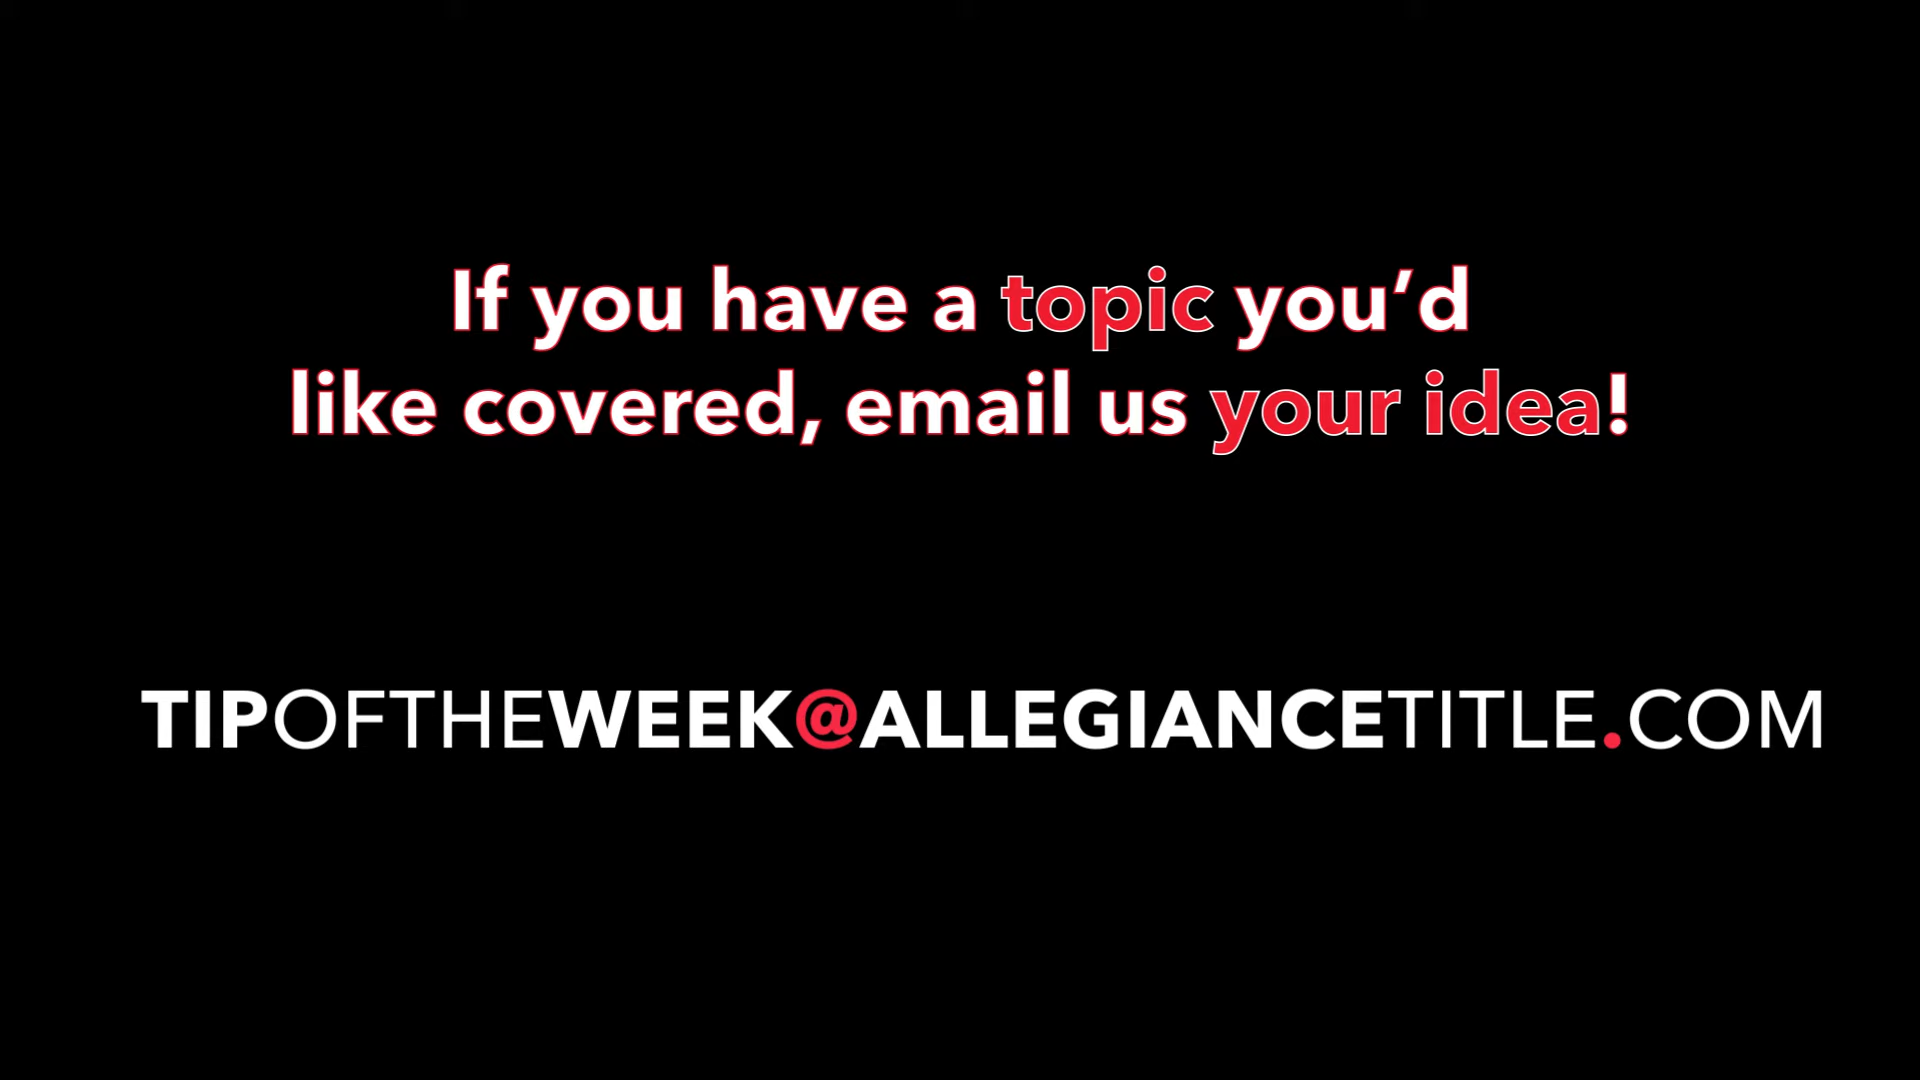 If you have a topic you’d
like covered, email us your idea!
TIPOFTHEWEEK@ALLEGIANCETITLE.COM